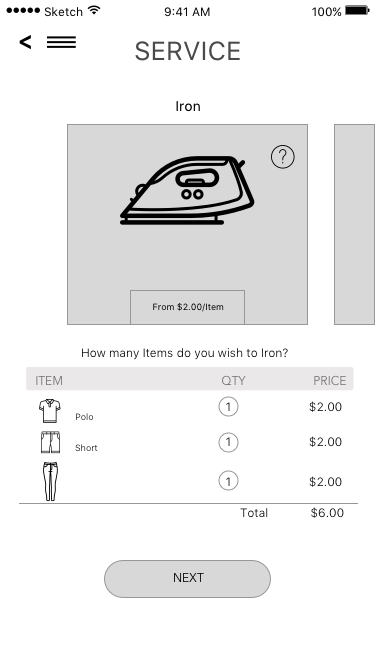 Sketch 9:41 AM 100%
<
SERVICE
Iron
?
From $2.00/Item
How many Items do you wish to Iron?
ITEM QTY PRICE
Polo 1 $2.00
Short 1 $2.00
1 $2.00
Total $6.00
NEXT